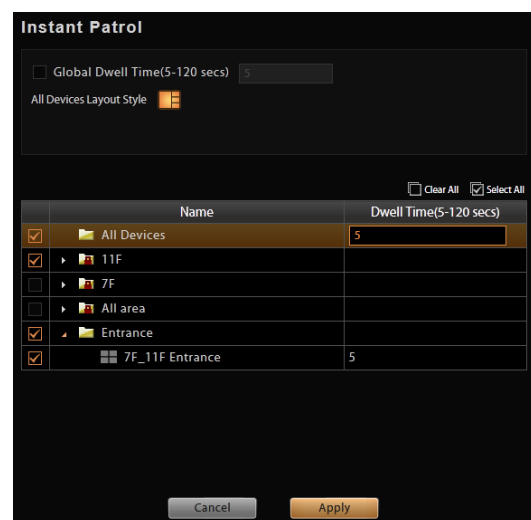 Instant Patrol
Global Dwell Time(5-120 secs) 5
All Devices Layout Style
Clear All Select All
Name Dwell Time(5-120 secs)
All Devices 5
11F
7F
All area
Entrance
7F_11F Entrance 5
Cancel Apply